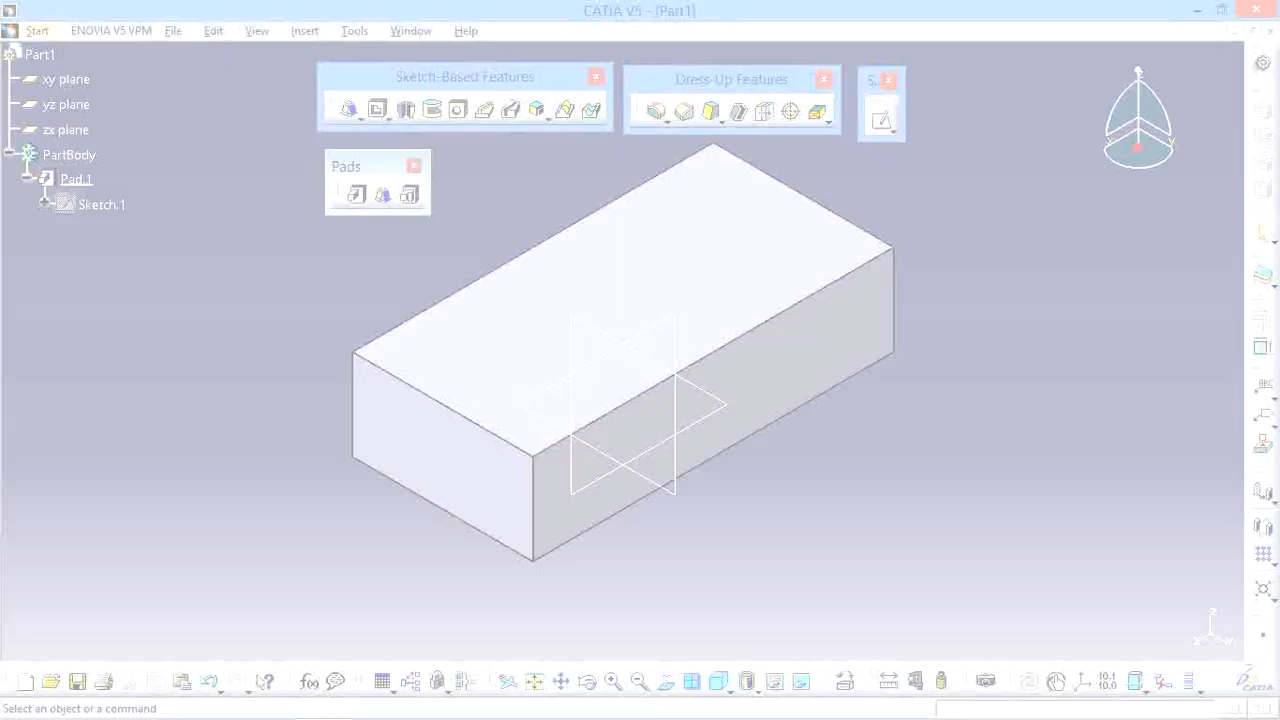 CATIA V5 - [Part1]
Start ENOVIA V5 VPM File Edit View Insert Tools Window Help
Part1
xy plane
yz plane
zx plane
PartBody
Pad.1
Sketch.1
Sketch-Based Features
Dress-Up Features
S...
Pads
z
Select an object or a command
CATIA